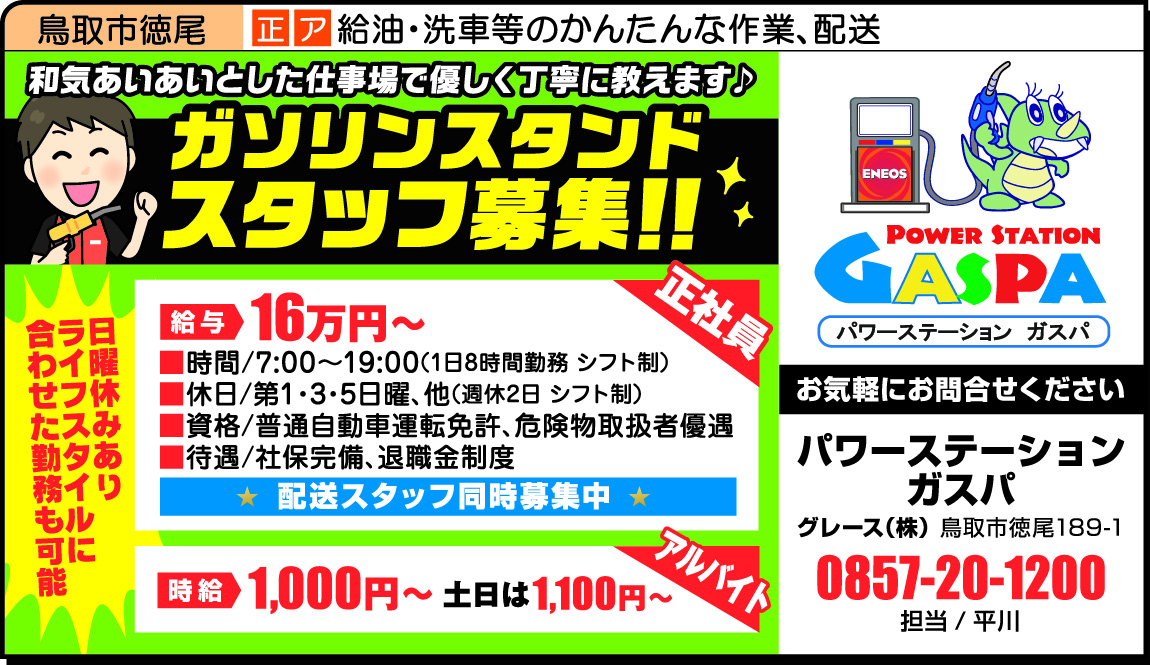 鳥取市徳尾
正 ア 給油・洗車等のかんたんな作業、配送
和気あいあいとした仕事場で優しく丁寧に教えます♪
ガソリンスタンド
スタッフ募集!!
日曜休みあり
ライフスタイルに
合わせた勤務も可能
正社員
給与 16万円〜
■時間/7:00〜19:00(1日8時間勤務 シフト制)
■休日/第1・3・5日曜、他(週休2日 シフト制)
■資格/普通自動車運転免許、危険物取扱者優遇
■待遇/社保完備、退職金制度
★ 配送スタッフ同時募集中 ★
アルバイト
時給 1,000円〜 土日は1,100円〜
ENEOS
POWER STATION
GASPA
パワーステーション ガスパ
お気軽にお問合せください
パワーステーション
ガスパ
グレース(株) 鳥取市徳尾189-1
0857-20-1200
担当 / 平川